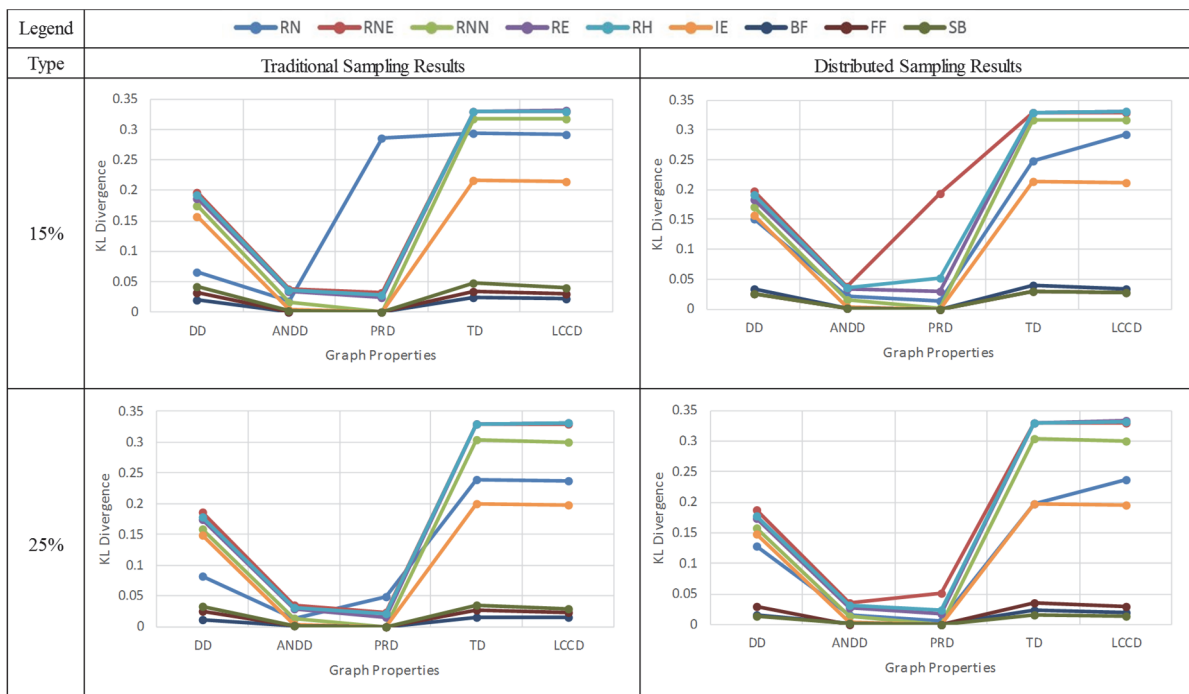 Legend
RN RNE RNN RE RH IE BF FF SB
Type
Traditional Sampling Results
Distributed Sampling Results
15%
KL Divergence
0.35
0.3
0.25
0.2
0.15
0.1
0.05
0
DD ANDD PRD TD LCCD
Graph Properties
KL Divergence
0.35
0.3
0.25
0.2
0.15
0.1
0.05
0
DD ANDD PRD TD LCCD
Graph Properties
25%
KL Divergence
0.35
0.3
0.25
0.2
0.15
0.1
0.05
0
DD ANDD PRD TD LCCD
Graph Properties
KL Divergence
0.35
0.3
0.25
0.2
0.15
0.1
0.05
0
DD ANDD PRD TD LCCD
Graph Properties